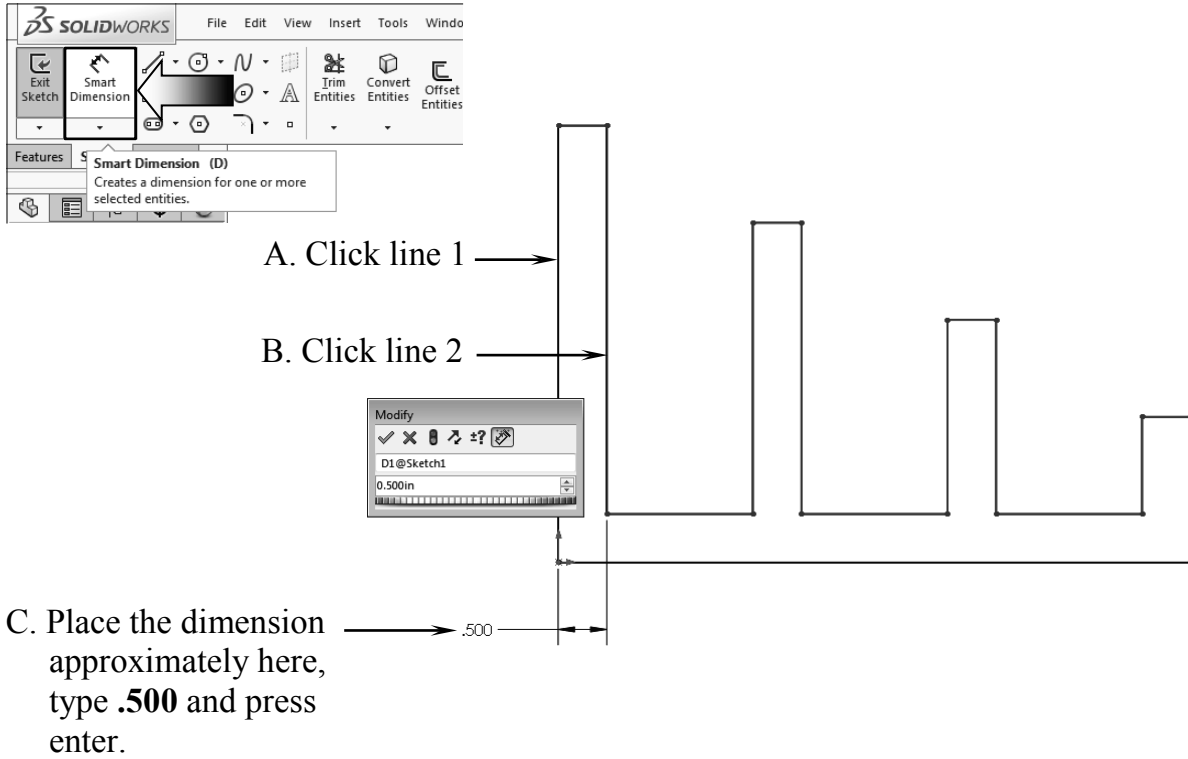 SOLIDWORKS File Edit View Insert Tools
Exit Sketch
Smart Dimension
Trim Entities
Convert Entities
Offset Entities
Features
Smart Dimension (D)
Creates a dimension for one or more
selected entities.
A. Click line 1
B. Click line 2
Modify
±?
D1@Sketch1
0.500in
C. Place the dimension
approximately here,
type .500 and press
enter.
.500